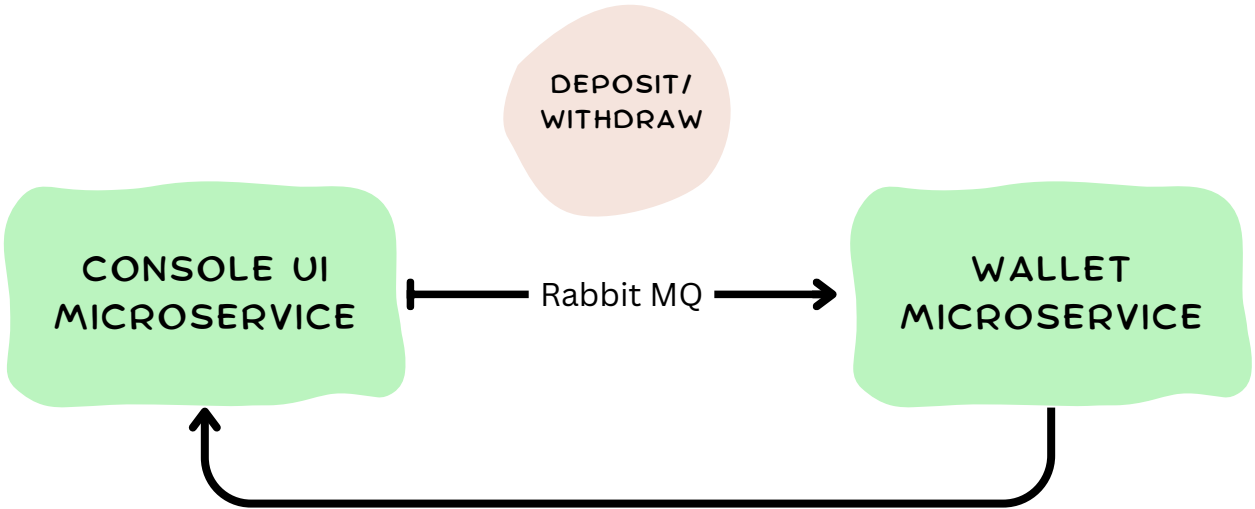 DEPOSIT/
WITHDRAW
CONSOLE UI
MICROSERVICE
Rabbit MQ
WALLET
MICROSERVICE